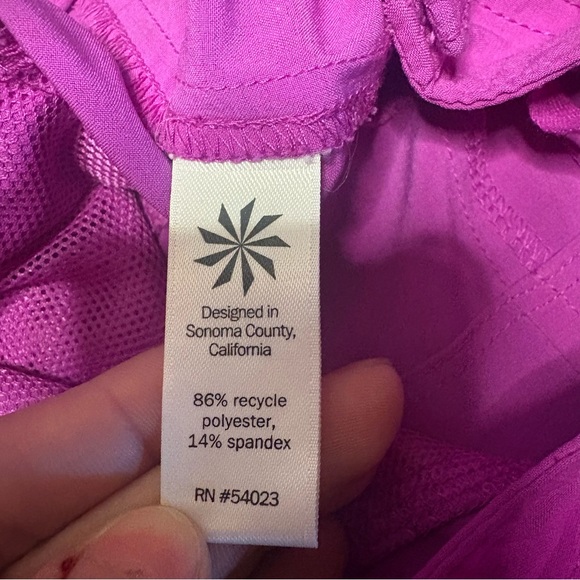 Designed in
Sonoma County,
California
86% recycle
polyester,
14% spandex
RN #54023